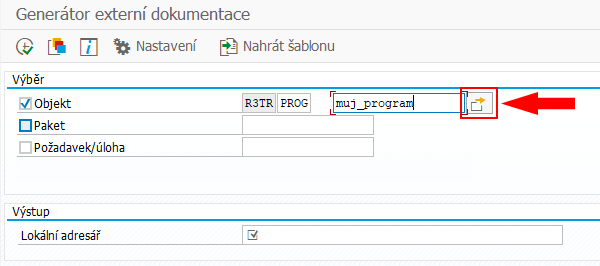 Generátor externí dokumentace
Nastavení Nahrát šablonu
Výběr
Objekt R3TR PROG muj_program
Paket
Požadavek/úloha
Výstup
Lokální adresář